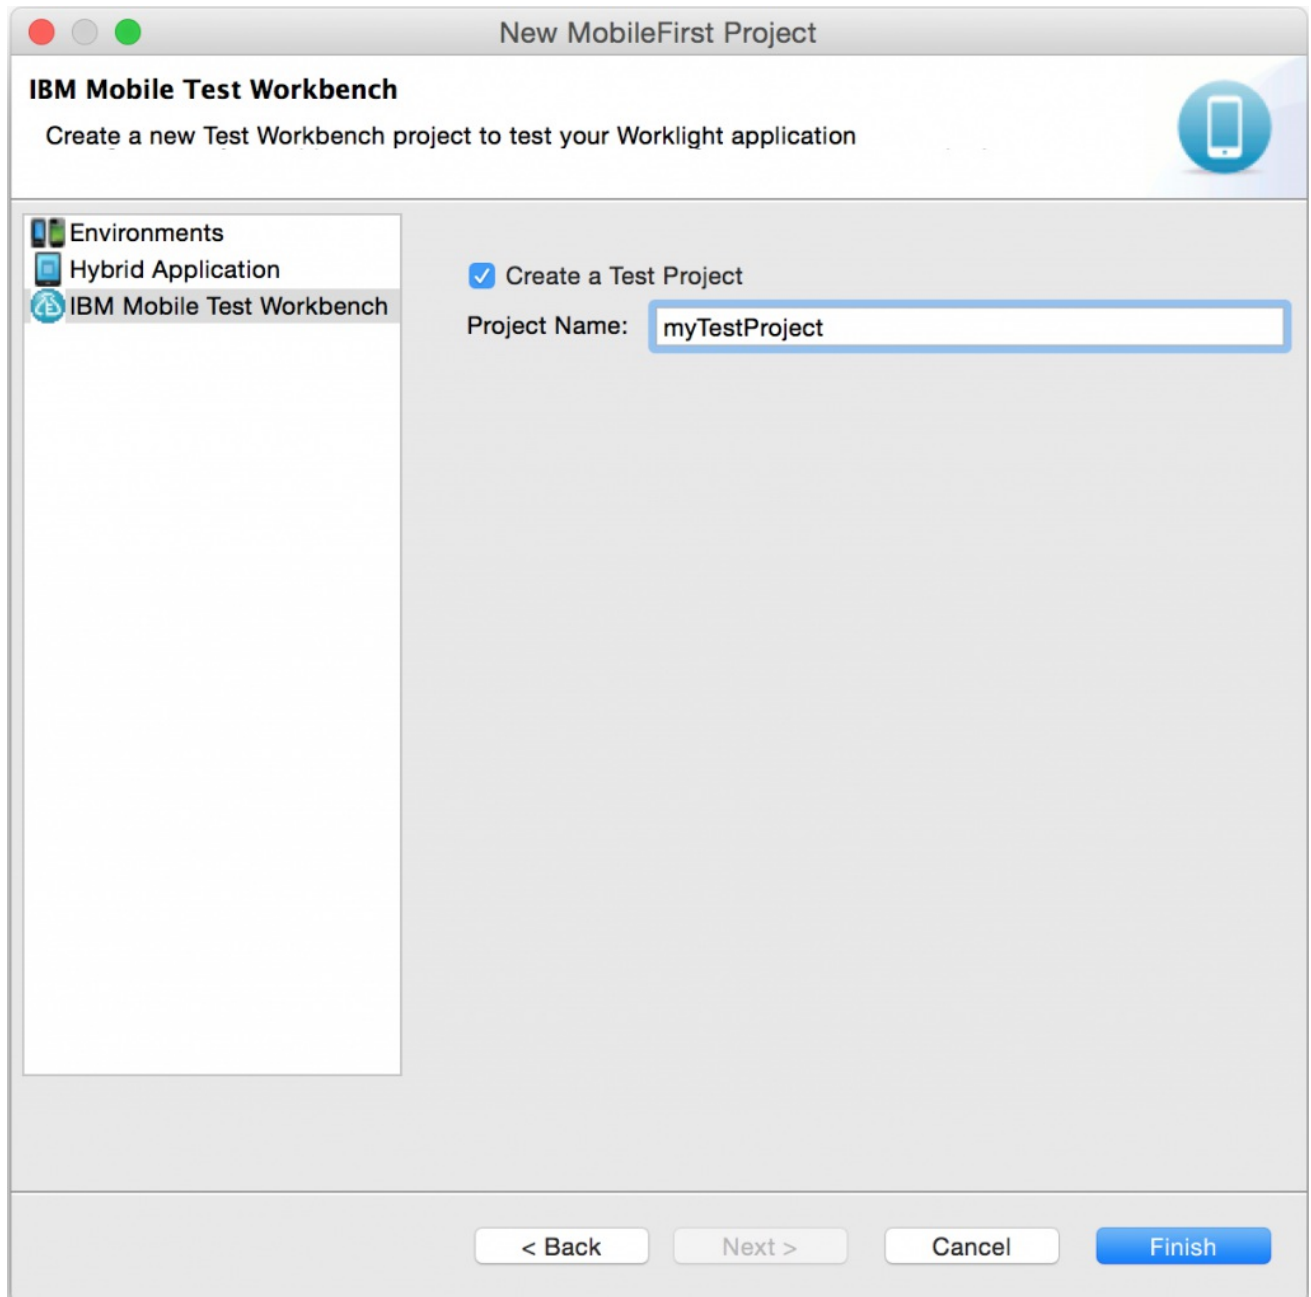 New MobileFirst Project
IBM Mobile Test Workbench
Create a new Test Workbench project to test your Worklight application
Environments
Hybrid Application
IBM Mobile Test Workbench
Create a Test Project
Project Name: myTestProject
< Back Next > Cancel Finish